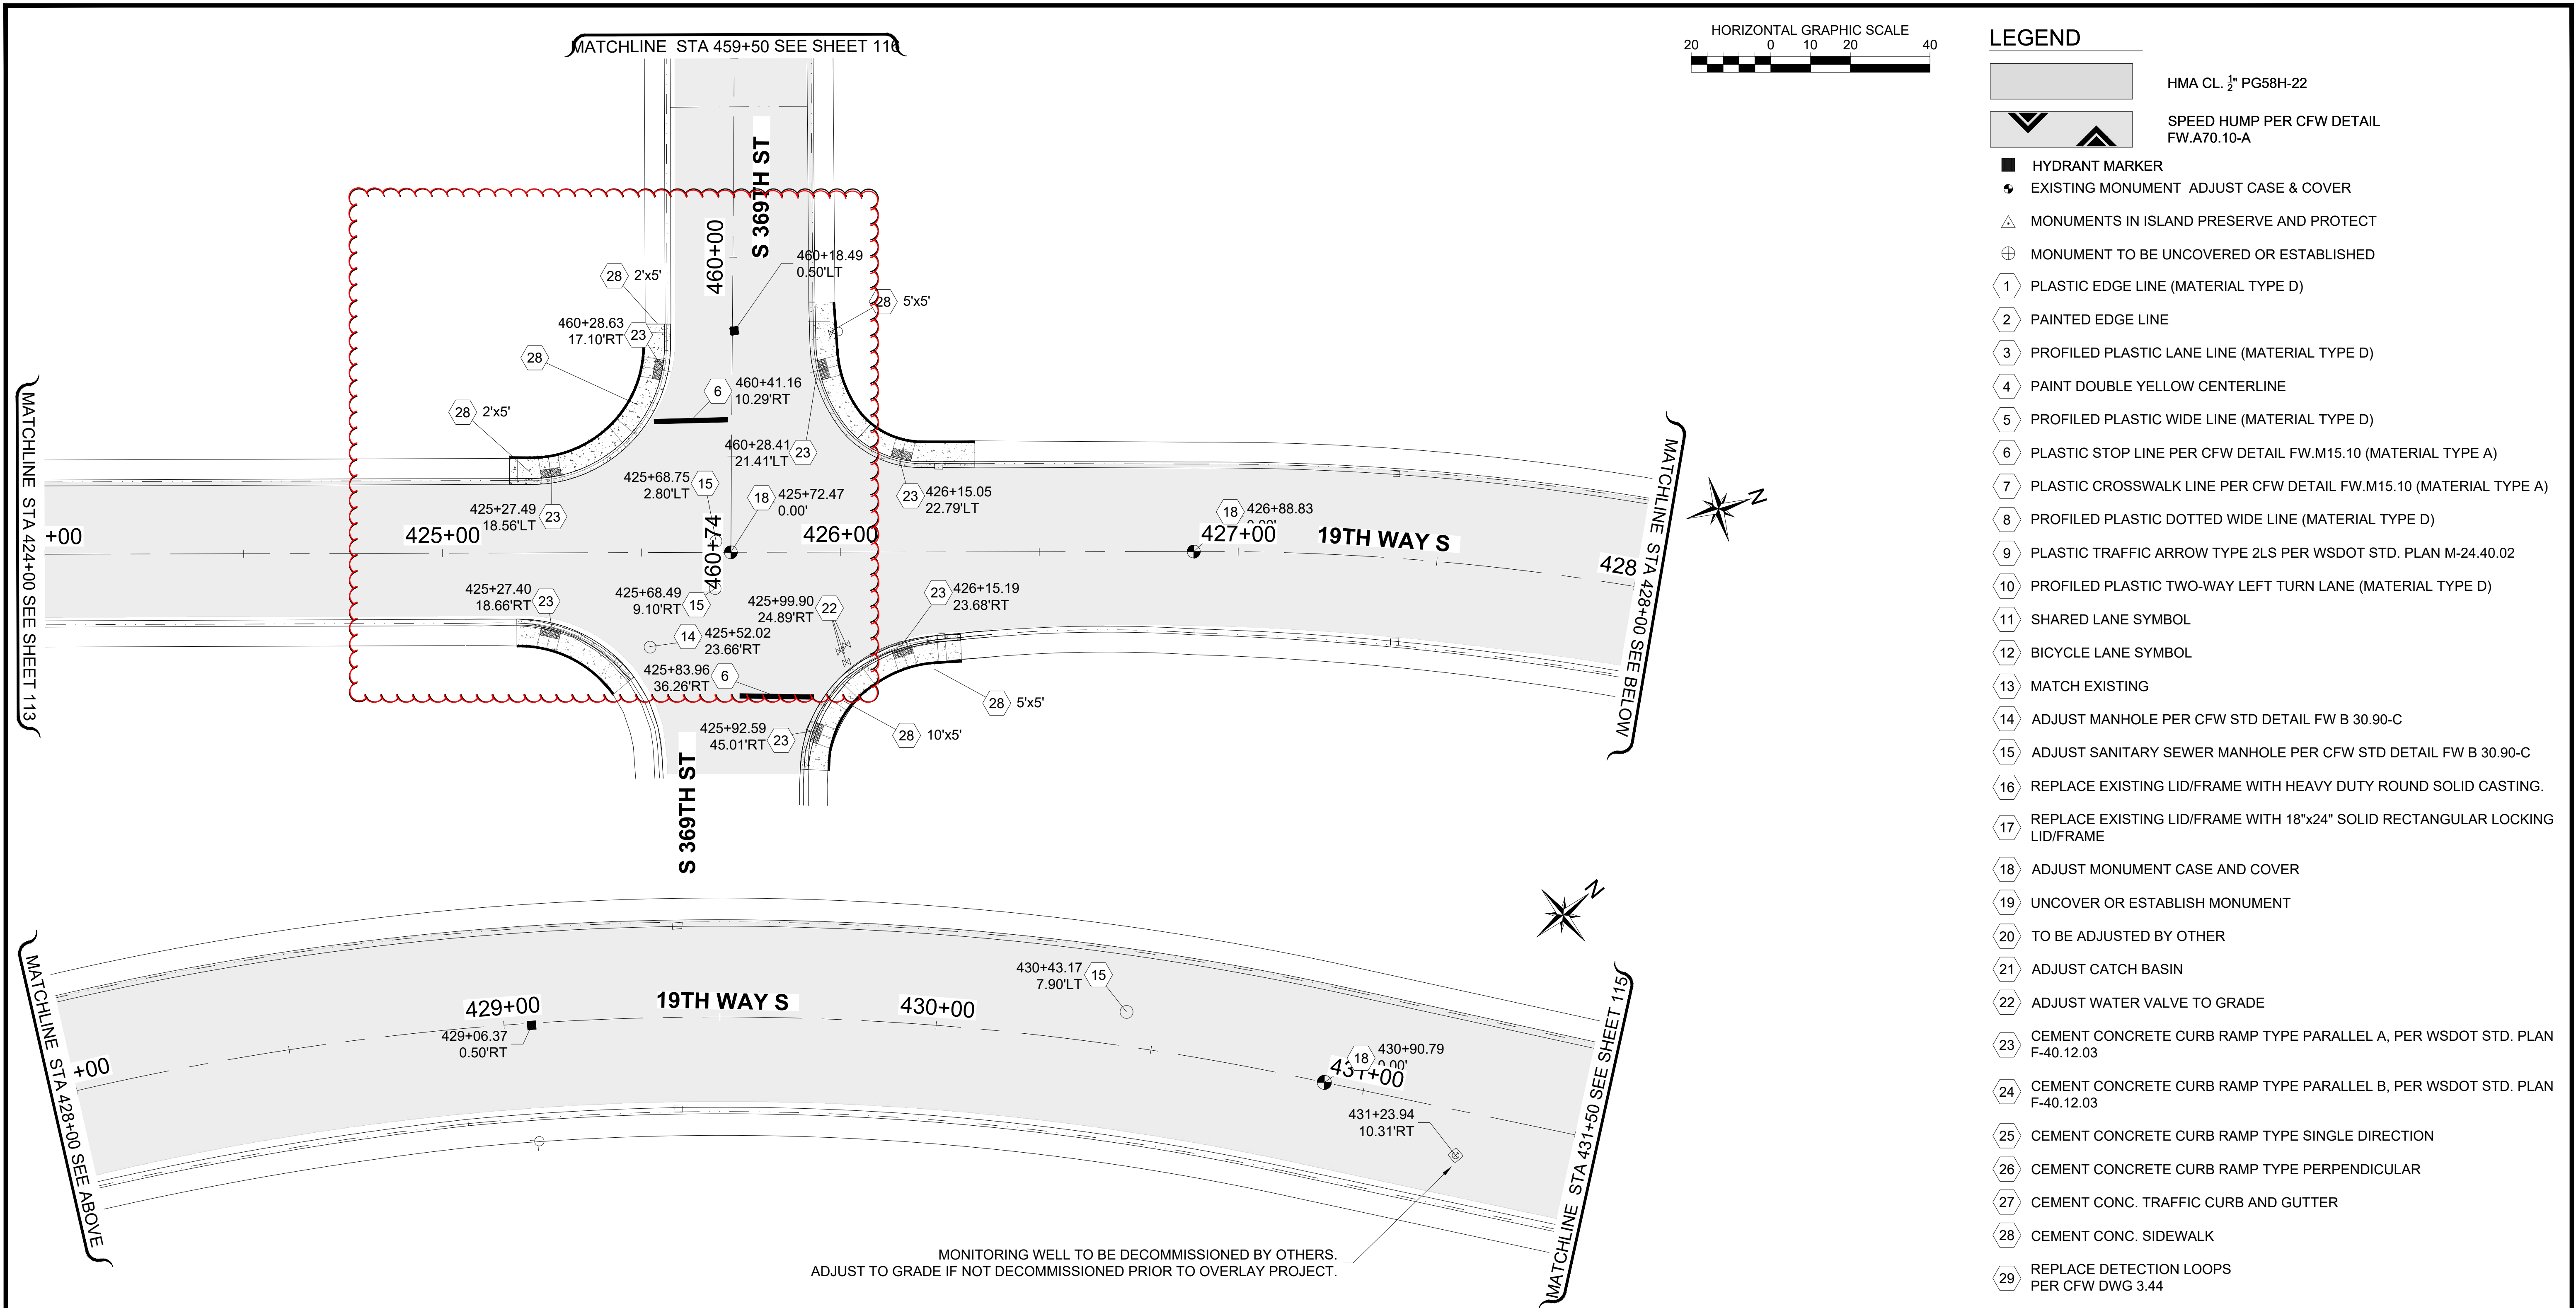 MATCHLINE STA 459+50 SEE SHEET 116
S 369TH ST
460+00
460+18.49
0.50'LT
28 2'x5'
28 5'x5'
460+28.63
17.10'RT
23
28
6
460+41.16
10.29'RT
28 2'x5'
460+28.41
21.41'LT
23
425+68.75
2.80'LT
15
18
425+72.47
0.00'
23
426+15.05
22.79'LT
18
426+88.83
0.00'
425+27.49
18.56'LT
23
MATCHLINE STA 424+00 SEE SHEET 113
+00
425+00
460+74
426+00
427+00
19TH WAY S
428
MATCHLINE STA 428+00 SEE BELOW
N
425+27.40
18.66'RT
23
425+68.49
9.10'RT
15
425+99.90
24.89'RT
22
23
426+15.19
23.68'RT
14
425+52.02
23.66'RT
425+83.96
36.26'RT
6
28 5'x5'
425+92.59
45.01'RT
23
28 10'x5'
S 369TH ST
N
MATCHLINE STA 428+00 SEE ABOVE
+00
429+00
429+06.37
0.50'RT
19TH WAY S
430+00
430+43.17
7.90'LT
15
18
430+90.79
0.00'
431+00
431+23.94
10.31'RT
MATCHLINE STA 431+50 SEE SHEET 115
MONITORING WELL TO BE DECOMMISSIONED BY OTHERS.
ADJUST TO GRADE IF NOT DECOMMISSIONED PRIOR TO OVERLAY PROJECT.
HORIZONTAL GRAPHIC SCALE
20 0 10 20 40
LEGEND
HMA CL. 1/2" PG58H-22
SPEED HUMP PER CFW DETAIL
FW.A70.10-A
HYDRANT MARKER
EXISTING MONUMENT ADJUST CASE & COVER
MONUMENTS IN ISLAND PRESERVE AND PROTECT
MONUMENT TO BE UNCOVERED OR ESTABLISHED
1 PLASTIC EDGE LINE (MATERIAL TYPE D)
2 PAINTED EDGE LINE
3 PROFILED PLASTIC LANE LINE (MATERIAL TYPE D)
4 PAINT DOUBLE YELLOW CENTERLINE
5 PROFILED PLASTIC WIDE LINE (MATERIAL TYPE D)
6 PLASTIC STOP LINE PER CFW DETAIL FW.M15.10 (MATERIAL TYPE A)
7 PLASTIC CROSSWALK LINE PER CFW DETAIL FW.M15.10 (MATERIAL TYPE A)
8 PROFILED PLASTIC DOTTED WIDE LINE (MATERIAL TYPE D)
9 PLASTIC TRAFFIC ARROW TYPE 2LS PER WSDOT STD. PLAN M-24.40.02
10 PROFILED PLASTIC TWO-WAY LEFT TURN LANE (MATERIAL TYPE D)
11 SHARED LANE SYMBOL
12 BICYCLE LANE SYMBOL
13 MATCH EXISTING
14 ADJUST MANHOLE PER CFW STD DETAIL FW B 30.90-C
15 ADJUST SANITARY SEWER MANHOLE PER CFW STD DETAIL FW B 30.90-C
16 REPLACE EXISTING LID/FRAME WITH HEAVY DUTY ROUND SOLID CASTING.
17 REPLACE EXISTING LID/FRAME WITH 18"x24" SOLID RECTANGULAR LOCKING
LID/FRAME
18 ADJUST MONUMENT CASE AND COVER
19 UNCOVER OR ESTABLISH MONUMENT
20 TO BE ADJUSTED BY OTHER
21 ADJUST CATCH BASIN
22 ADJUST WATER VALVE TO GRADE
23 CEMENT CONCRETE CURB RAMP TYPE PARALLEL A, PER WSDOT STD. PLAN
F-40.12.03
24 CEMENT CONCRETE CURB RAMP TYPE PARALLEL B, PER WSDOT STD. PLAN
F-40.12.03
25 CEMENT CONCRETE CURB RAMP TYPE SINGLE DIRECTION
26 CEMENT CONCRETE CURB RAMP TYPE PERPENDICULAR
27 CEMENT CONC. TRAFFIC CURB AND GUTTER
28 CEMENT CONC. SIDEWALK
29 REPLACE DETECTION LOOPS
PER CFW DWG 3.44